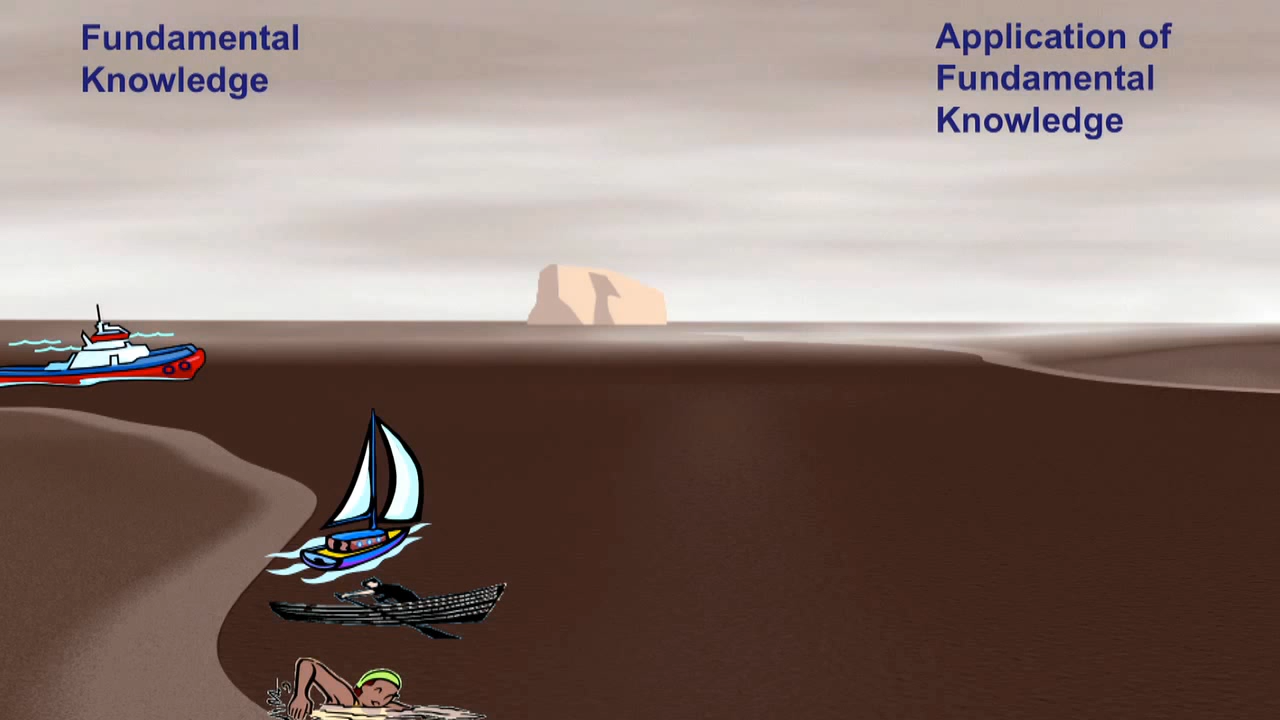 Fundamental
Knowledge
Application of
Fundamental
Knowledge